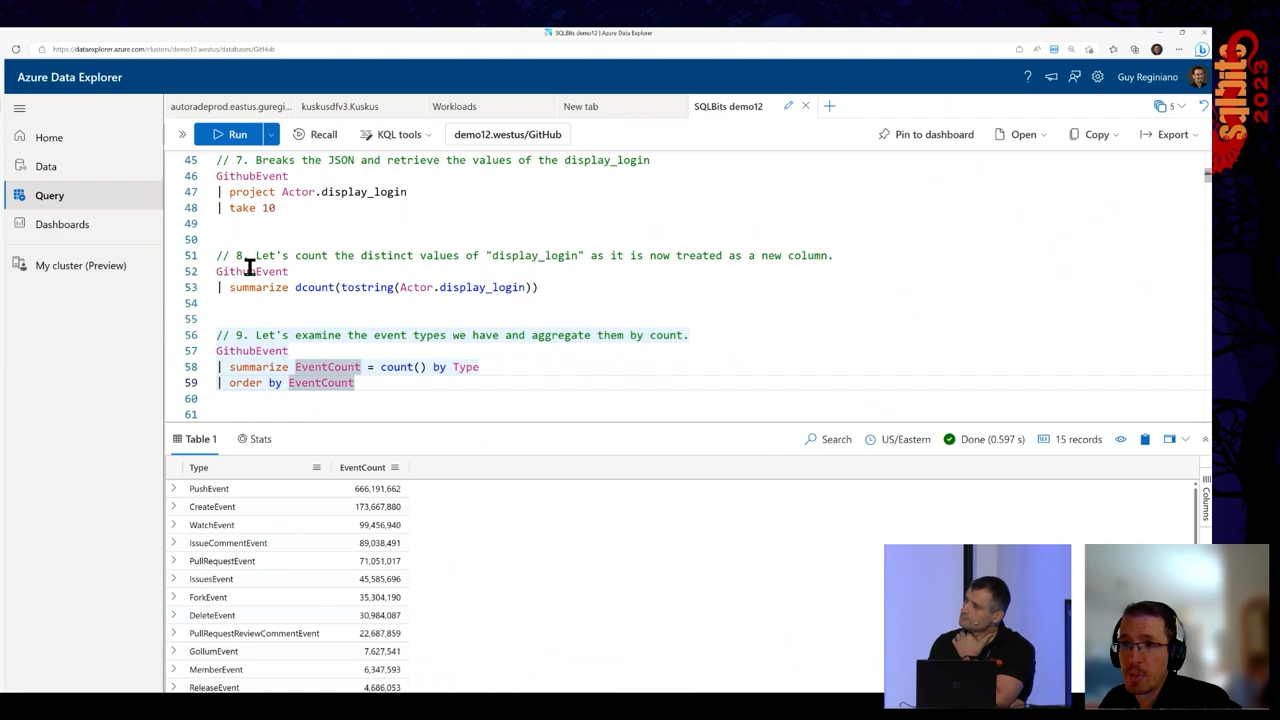 SQLBits demo12 | Azure Data Explorer
https://dataexplorer.azure.com/clusters/demo12.westus/databases/GitHub
Azure Data Explorer
Guy Reginiano
sqlbits 2023
autoradeprod.eastus.guregi...
kuskusdfv3.Kuskus
Workloads
New tab
SQLBits demo12
5
Home
Data
Query
Dashboards
My cluster (Preview)
Run
Recall
KQL tools
demo12.westus/GitHub
Pin to dashboard
Open
Copy
Export
45 // 7. Breaks the JSON and retrieve the values of the display_login
46 GithubEvent
47 | project Actor.display_login
48 | take 10
49
50
51 // 8. Let's count the distinct values of "display_login" as it is now treated as a new column.
52 GithubEvent
53 | summarize dcount(tostring(Actor.display_login))
54
55
56 // 9. Let's examine the event types we have and aggregate them by count.
57 GithubEvent
58 | summarize EventCount = count() by Type
59 | order by EventCount
60
61
Table 1
Stats
Search
US/Eastern
Done (0.597 s)
15 records
Columns
Type EventCount
PushEvent 666,191,662
CreateEvent 173,667,880
WatchEvent 99,456,940
IssueCommentEvent 89,038,491
PullRequestEvent 71,051,017
IssuesEvent 45,585,696
ForkEvent 35,304,190
DeleteEvent 30,984,087
PullRequestReviewCommentEvent 22,687,859
GollumEvent 7,627,541
MemberEvent 6,347,593
ReleaseEvent 4,686,053